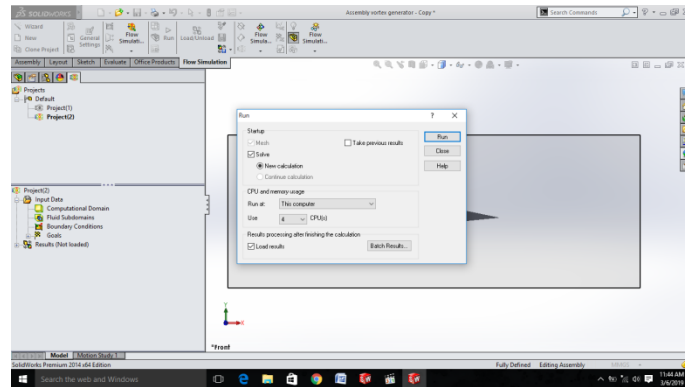 SOLIDWORKS
Assembly vortex generator - Copy *
Search Commands
Wizard
New
Clone Project
General Settings
Flow Simulati...
Run
Load/Unload
Flow Simula...
Flow Simulati...
Assembly Layout Sketch Evaluate Office Products Flow Simulation
Projects
Default
Project(1)
Project(2)
Project(2)
Input Data
Computational Domain
Fluid Subdomains
Boundary Conditions
Goals
Results (Not loaded)
Run ? X
Startup
Mesh
Take previous results
Solve
New calculation
Continue calculation
Run
Close
Help
CPU and memory usage
Run at: This computer
Use 4 CPU(s)
Results processing after finishing the calculation
Load results
Batch Results...
Y
X
*Front
Model Motion Study 1
SolidWorks Premium 2014 x64 Edition
Fully Defined Editing Assembly MMGS
Search the web and Windows
11:44 AM
3/6/2019